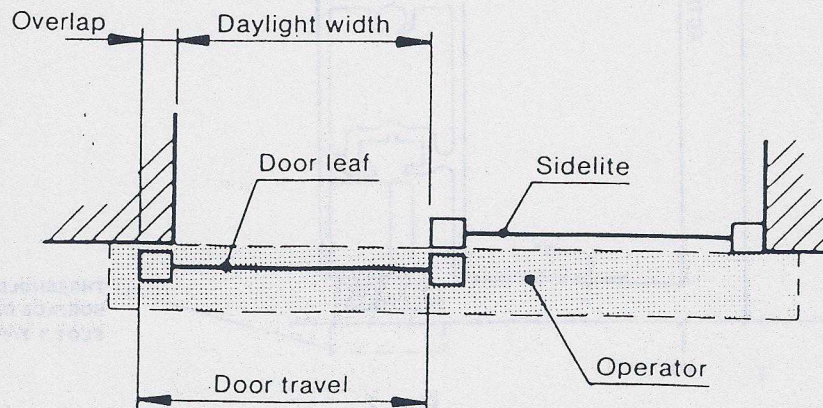 Overlap
Daylight width
Door leaf
Sidelite
Operator
Door travel